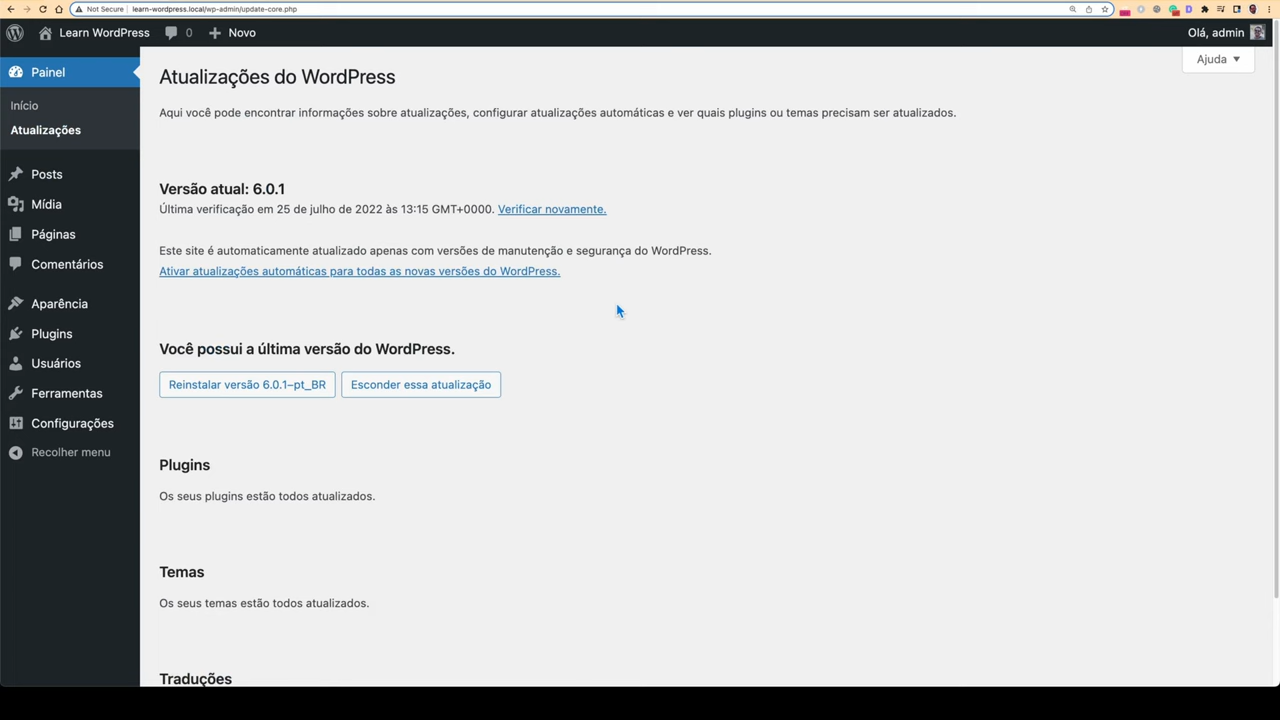 Not Secure learn-wordpress.local/wp-admin/update-core.php
Learn WordPress 0 Novo Olá, admin
Ajuda
Painel
Início
Atualizações
Posts
Mídia
Páginas
Comentários
Aparência
Plugins
Usuários
Ferramentas
Configurações
Recolher menu
Atualizações do WordPress
Aqui você pode encontrar informações sobre atualizações, configurar atualizações automáticas e ver quais plugins ou temas precisam ser atualizados.
Versão atual: 6.0.1
Última verificação em 25 de julho de 2022 às 13:15 GMT+0000. Verificar novamente.
Este site é automaticamente atualizado apenas com versões de manutenção e segurança do WordPress.
Ativar atualizações automáticas para todas as novas versões do WordPress.
Você possui a última versão do WordPress.
Reinstalar versão 6.0.1–pt_BR Esconder essa atualização
Plugins
Os seus plugins estão todos atualizados.
Temas
Os seus temas estão todos atualizados.
Traduções